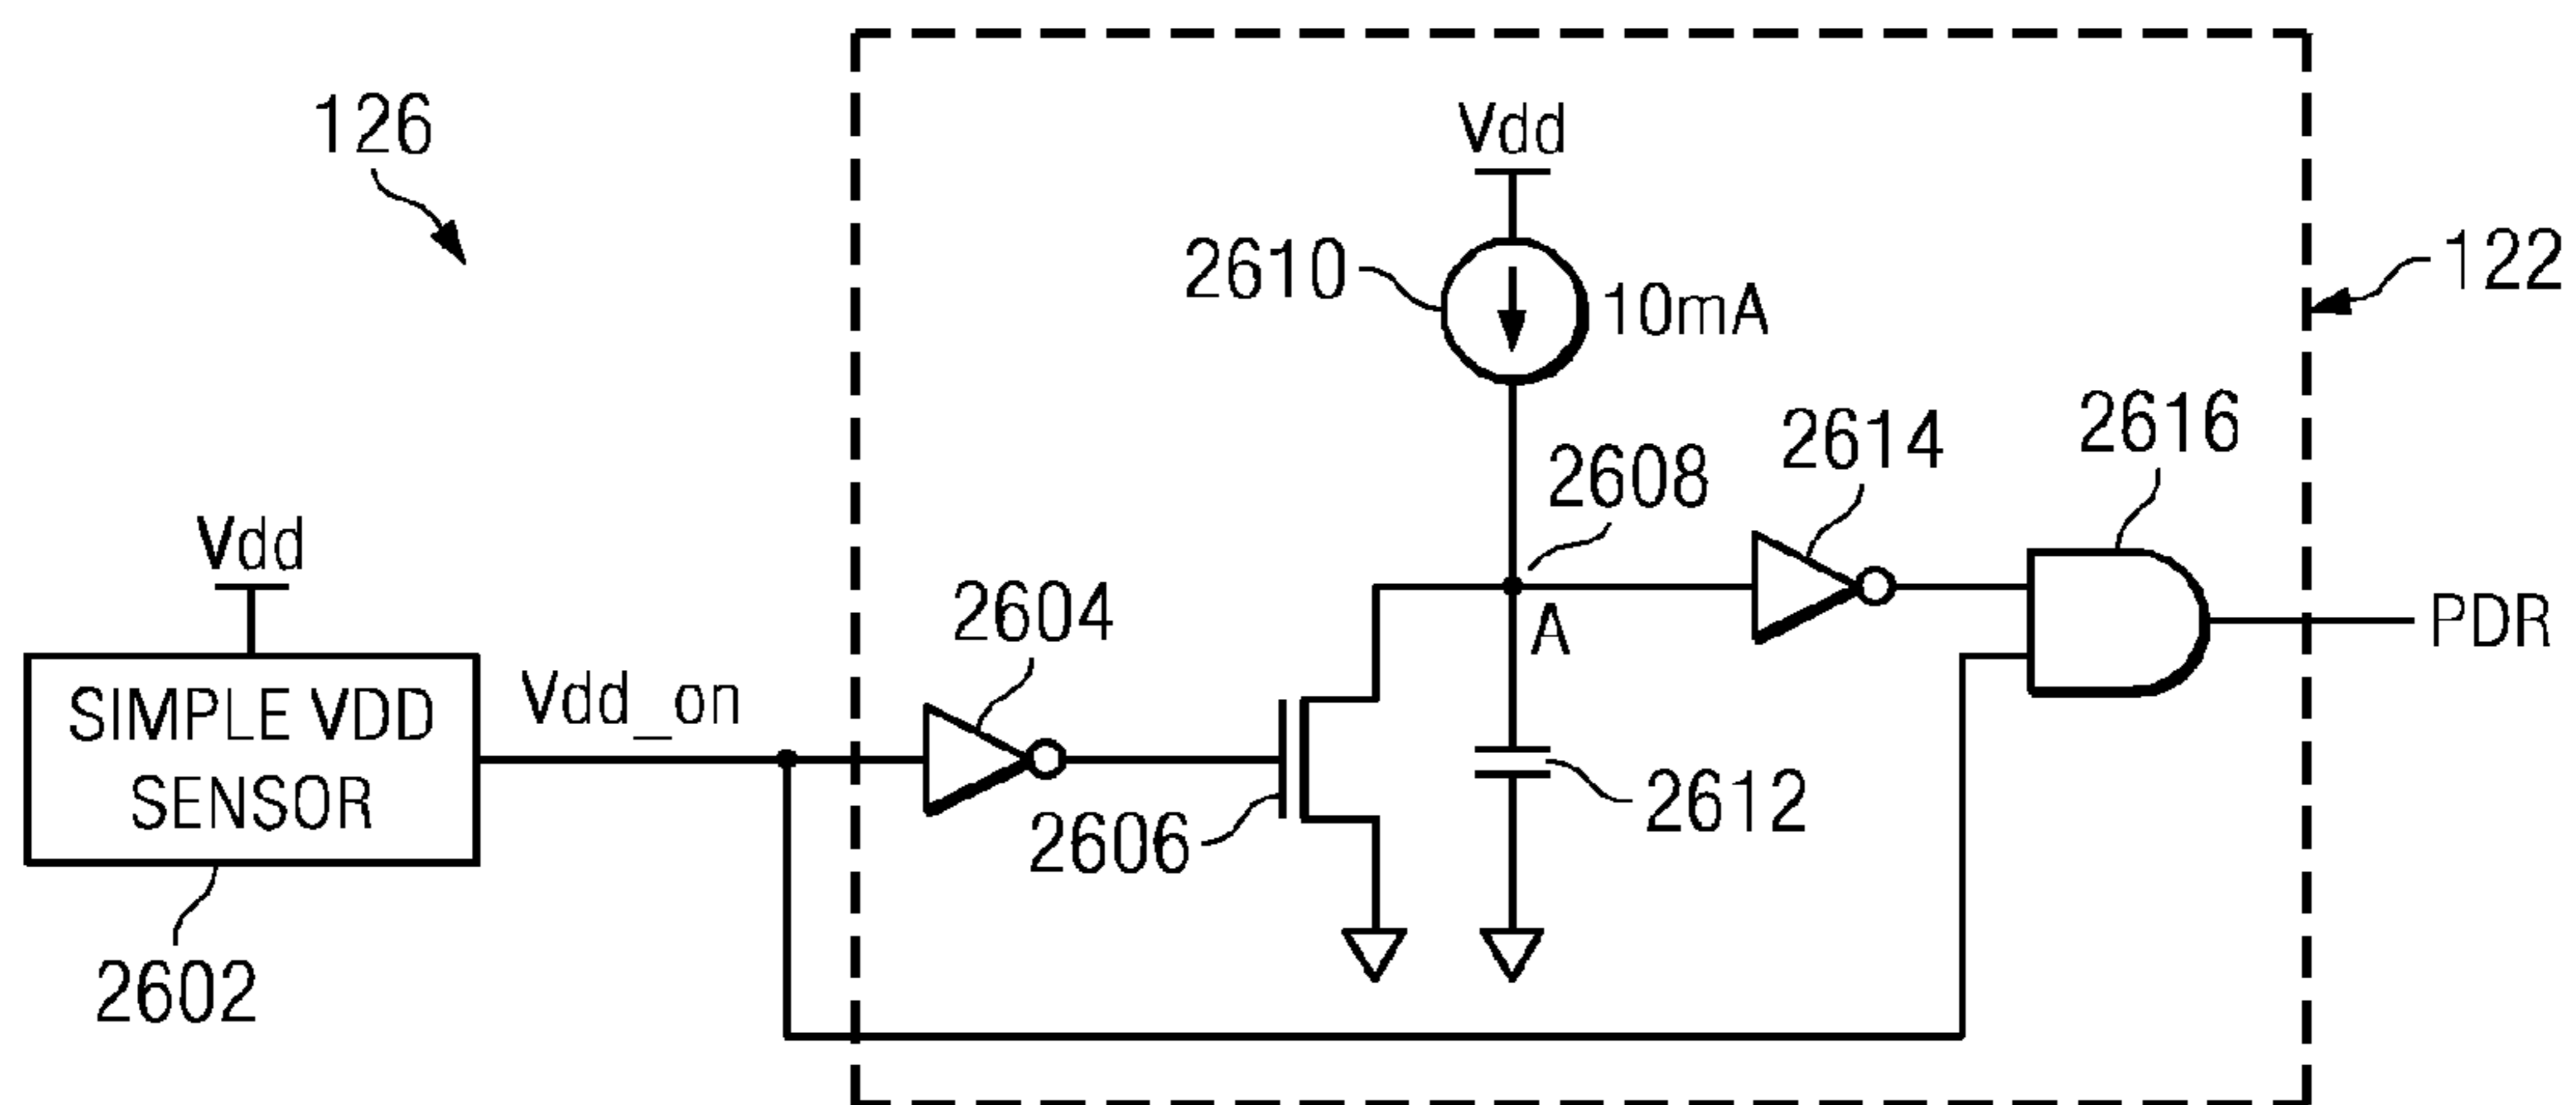 126
Vdd
2610
10mA
122
2616
2614
2608
Vdd
2604
A
PDR
SIMPLE VDD
SENSOR
Vdd_on
2612
2606
2602